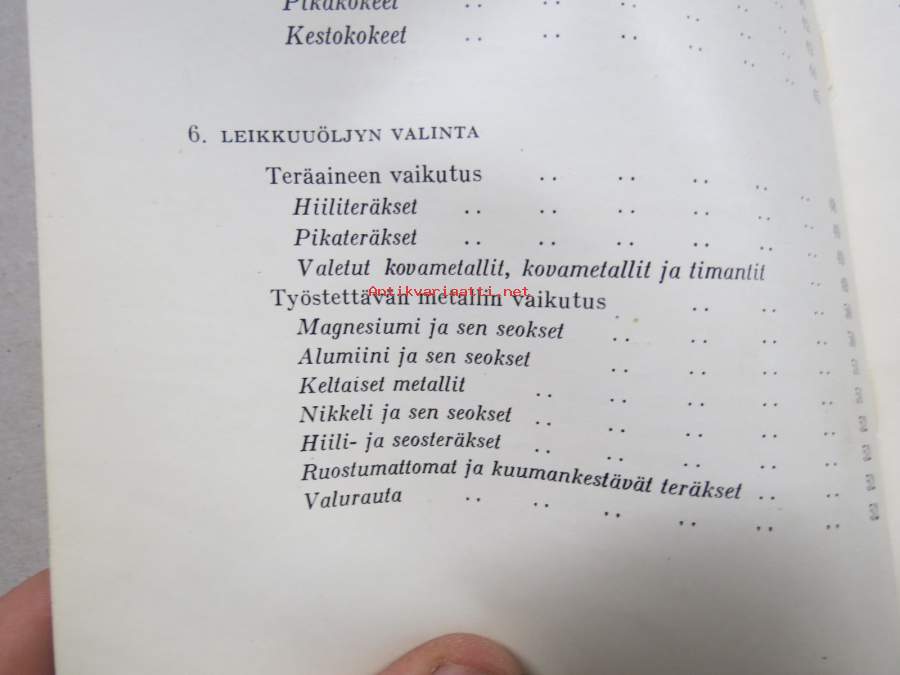 Pikakokeet .. .. .. .. ..
Kestokokeet .. .. .. .. ..
6. LEIKKUUÖLJYN VALINTA
Teräaineen vaikutus .. .. .. .. ..
Hiiliteräkset .. .. .. .. ..
Pikateräkset .. .. .. .. ..
Valetut kovametallit, kovametallit ja timantit
Antikvariaatti.net
Työstettävän metallin vaikutus .. .. ..
Magnesiumi ja sen seokset .. .. .. ..
Alumiini ja sen seokset .. .. .. ..
Keltaiset metallit .. .. .. .. ..
Nikkeli ja sen seokset .. .. .. .. ..
Hiili- ja seosteräkset .. .. .. .. ..
Ruostumattomat ja kuumankestävät teräkset .. ..
Valurauta .. .. .. .. .. ..